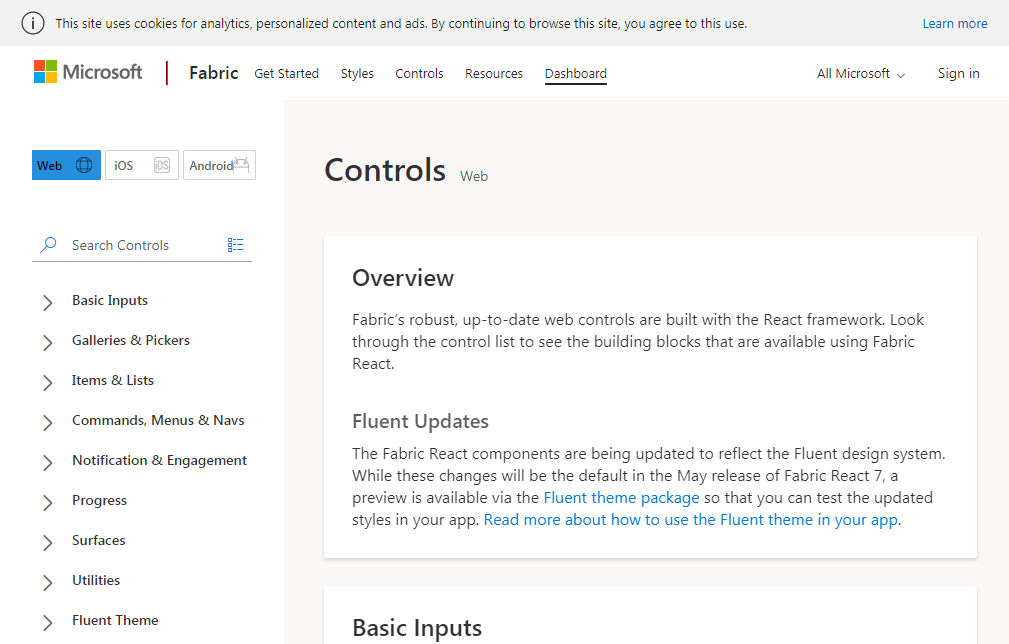 This site uses cookies for analytics, personalized content and ads. By continuing to browse this site, you agree to this use.
Learn more
Microsoft
Fabric
Get Started
Styles
Controls
Resources
Dashboard
All Microsoft
Sign in
Web
iOS
iOS
Android
Search Controls
Basic Inputs
Galleries & Pickers
Items & Lists
Commands, Menus & Navs
Notification & Engagement
Progress
Surfaces
Utilities
Fluent Theme
Controls Web
Overview
Fabric’s robust, up-to-date web controls are built with the React framework. Look
through the control list to see the building blocks that are available using Fabric
React.
Fluent Updates
The Fabric React components are being updated to reflect the Fluent design system.
While these changes will be the default in the May release of Fabric React 7, a
preview is available via the Fluent theme package so that you can test the updated
styles in your app. Read more about how to use the Fluent theme in your app.
Basic Inputs